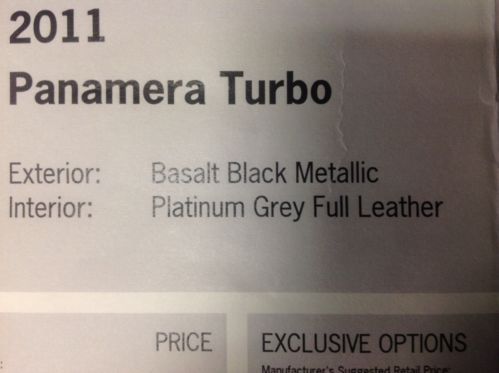 2011
Panamera Turbo
Exterior: Basalt Black Metallic
Interior: Platinum Grey Full Leather
PRICE EXCLUSIVE OPTIONS
Manufacturer's Suggested Retail Price: